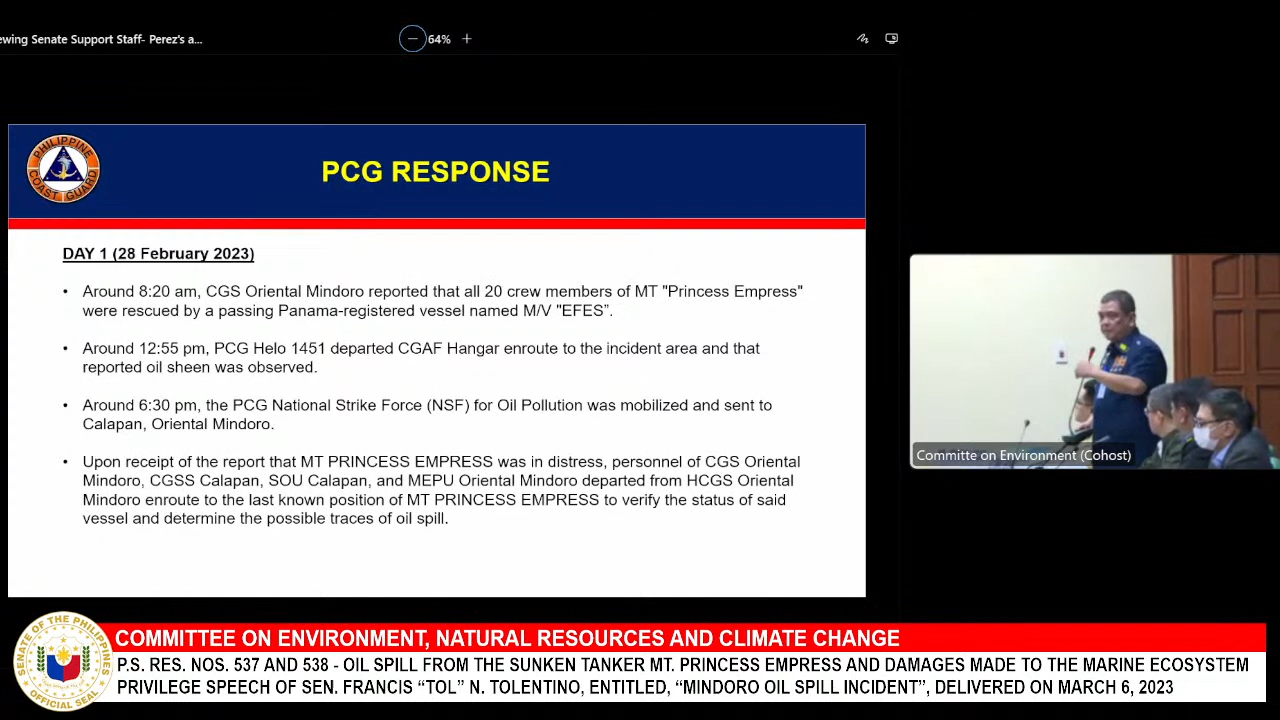 ewing Senate Support Staff- Perez's a...
64%
PHILIPPINE
COAST GUARD
PCG RESPONSE
DAY 1 (28 February 2023)
• Around 8:20 am, CGS Oriental Mindoro reported that all 20 crew members of MT "Princess Empress"
were rescued by a passing Panama-registered vessel named M/V "EFES”.
• Around 12:55 pm, PCG Helo 1451 departed CGAF Hangar enroute to the incident area and that
reported oil sheen was observed.
• Around 6:30 pm, the PCG National Strike Force (NSF) for Oil Pollution was mobilized and sent to
Calapan, Oriental Mindoro.
• Upon receipt of the report that MT PRINCESS EMPRESS was in distress, personnel of CGS Oriental
Mindoro, CGSS Calapan, SOU Calapan, and MEPU Oriental Mindoro departed from HCGS Oriental
Mindoro enroute to the last known position of MT PRINCESS EMPRESS to verify the status of said
vessel and determine the possible traces of oil spill.
Committe on Environment (Cohost)
SENATE OF THE PHILIPPINES
OFFICIAL SEAL
COMMITTEE ON ENVIRONMENT, NATURAL RESOURCES AND CLIMATE CHANGE
P.S. RES. NOS. 537 AND 538 - OIL SPILL FROM THE SUNKEN TANKER MT. PRINCESS EMPRESS AND DAMAGES MADE TO THE MARINE ECOSYSTEM
PRIVILEGE SPEECH OF SEN. FRANCIS “TOL” N. TOLENTINO, ENTITLED, “MINDORO OIL SPILL INCIDENT”, DELIVERED ON MARCH 6, 2023